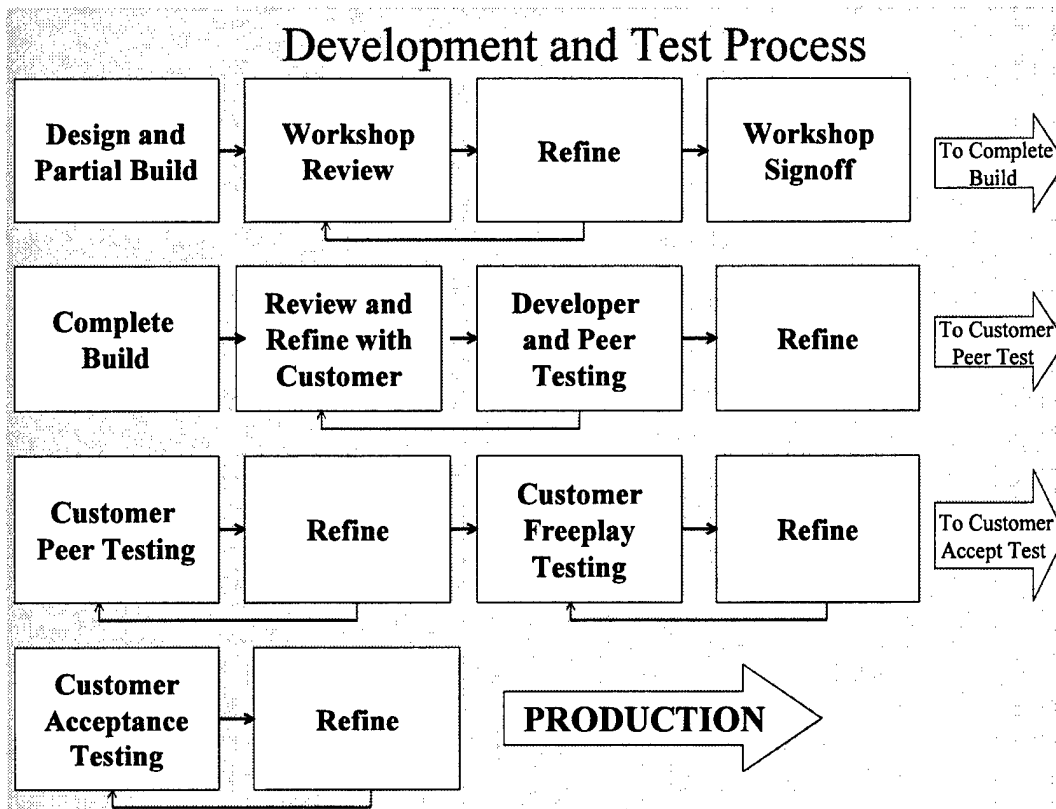 Development and Test Process
Design and
Partial Build
Workshop
Review
Refine
Workshop
Signoff
To Complete
Build
Complete
Build
Review and
Refine with
Customer
Developer
and Peer
Testing
Refine
To Customer
Peer Test
Customer
Peer Testing
Refine
Customer
Freeplay
Testing
Refine
To Customer
Accept Test
Customer
Acceptance
Testing
Refine
PRODUCTION